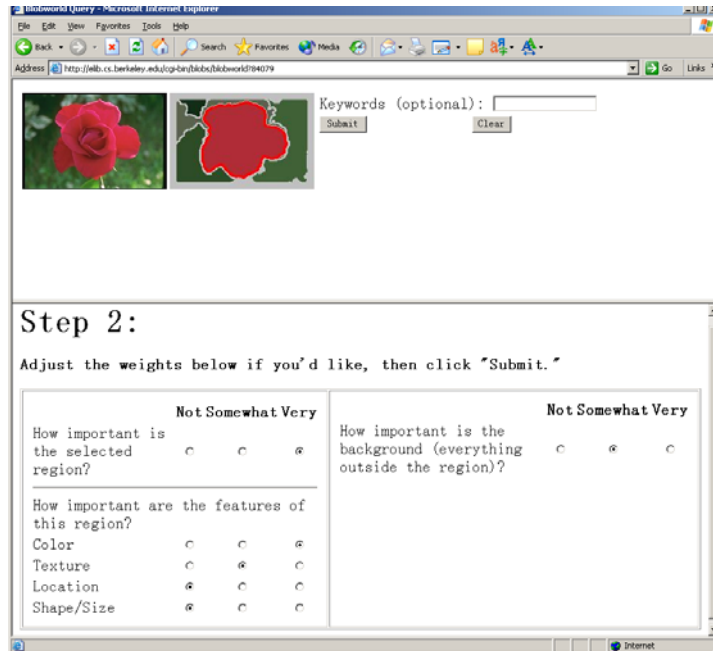 Blobworld Query - Microsoft Internet Explorer
File Edit View Favorites Tools Help
Back Search Favorites Media
Address http://elib.cs.berkeley.edu/cgi-bin/blobs/blobworld?84079 Go Links
Keywords (optional):
Submit Clear
Step 2:
Adjust the weights below if you'd like, then click "Submit."
Not Somewhat Very
How important is
the selected
region?
How important are the features of
this region?
Color
Texture
Location
Shape/Size
Not Somewhat Very
How important is the
background (everything
outside the region)?
Internet